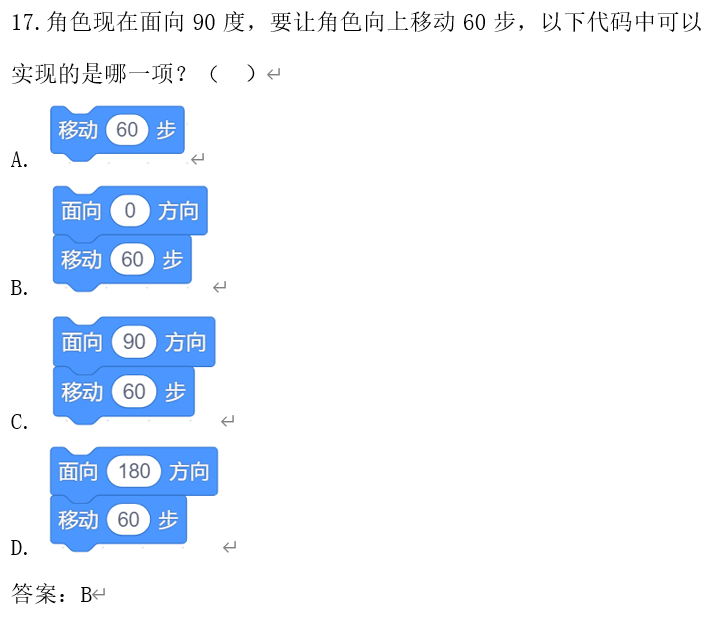 17.角色现在面向 90 度，要让角色向上移动 60 步，以下代码中可以
实现的是哪一项？（ ）
移动 60 步
A.
面向 0 方向
移动 60 步
B.
面向 90 方向
移动 60 步
C.
面向 180 方向
移动 60 步
D.
答案：B